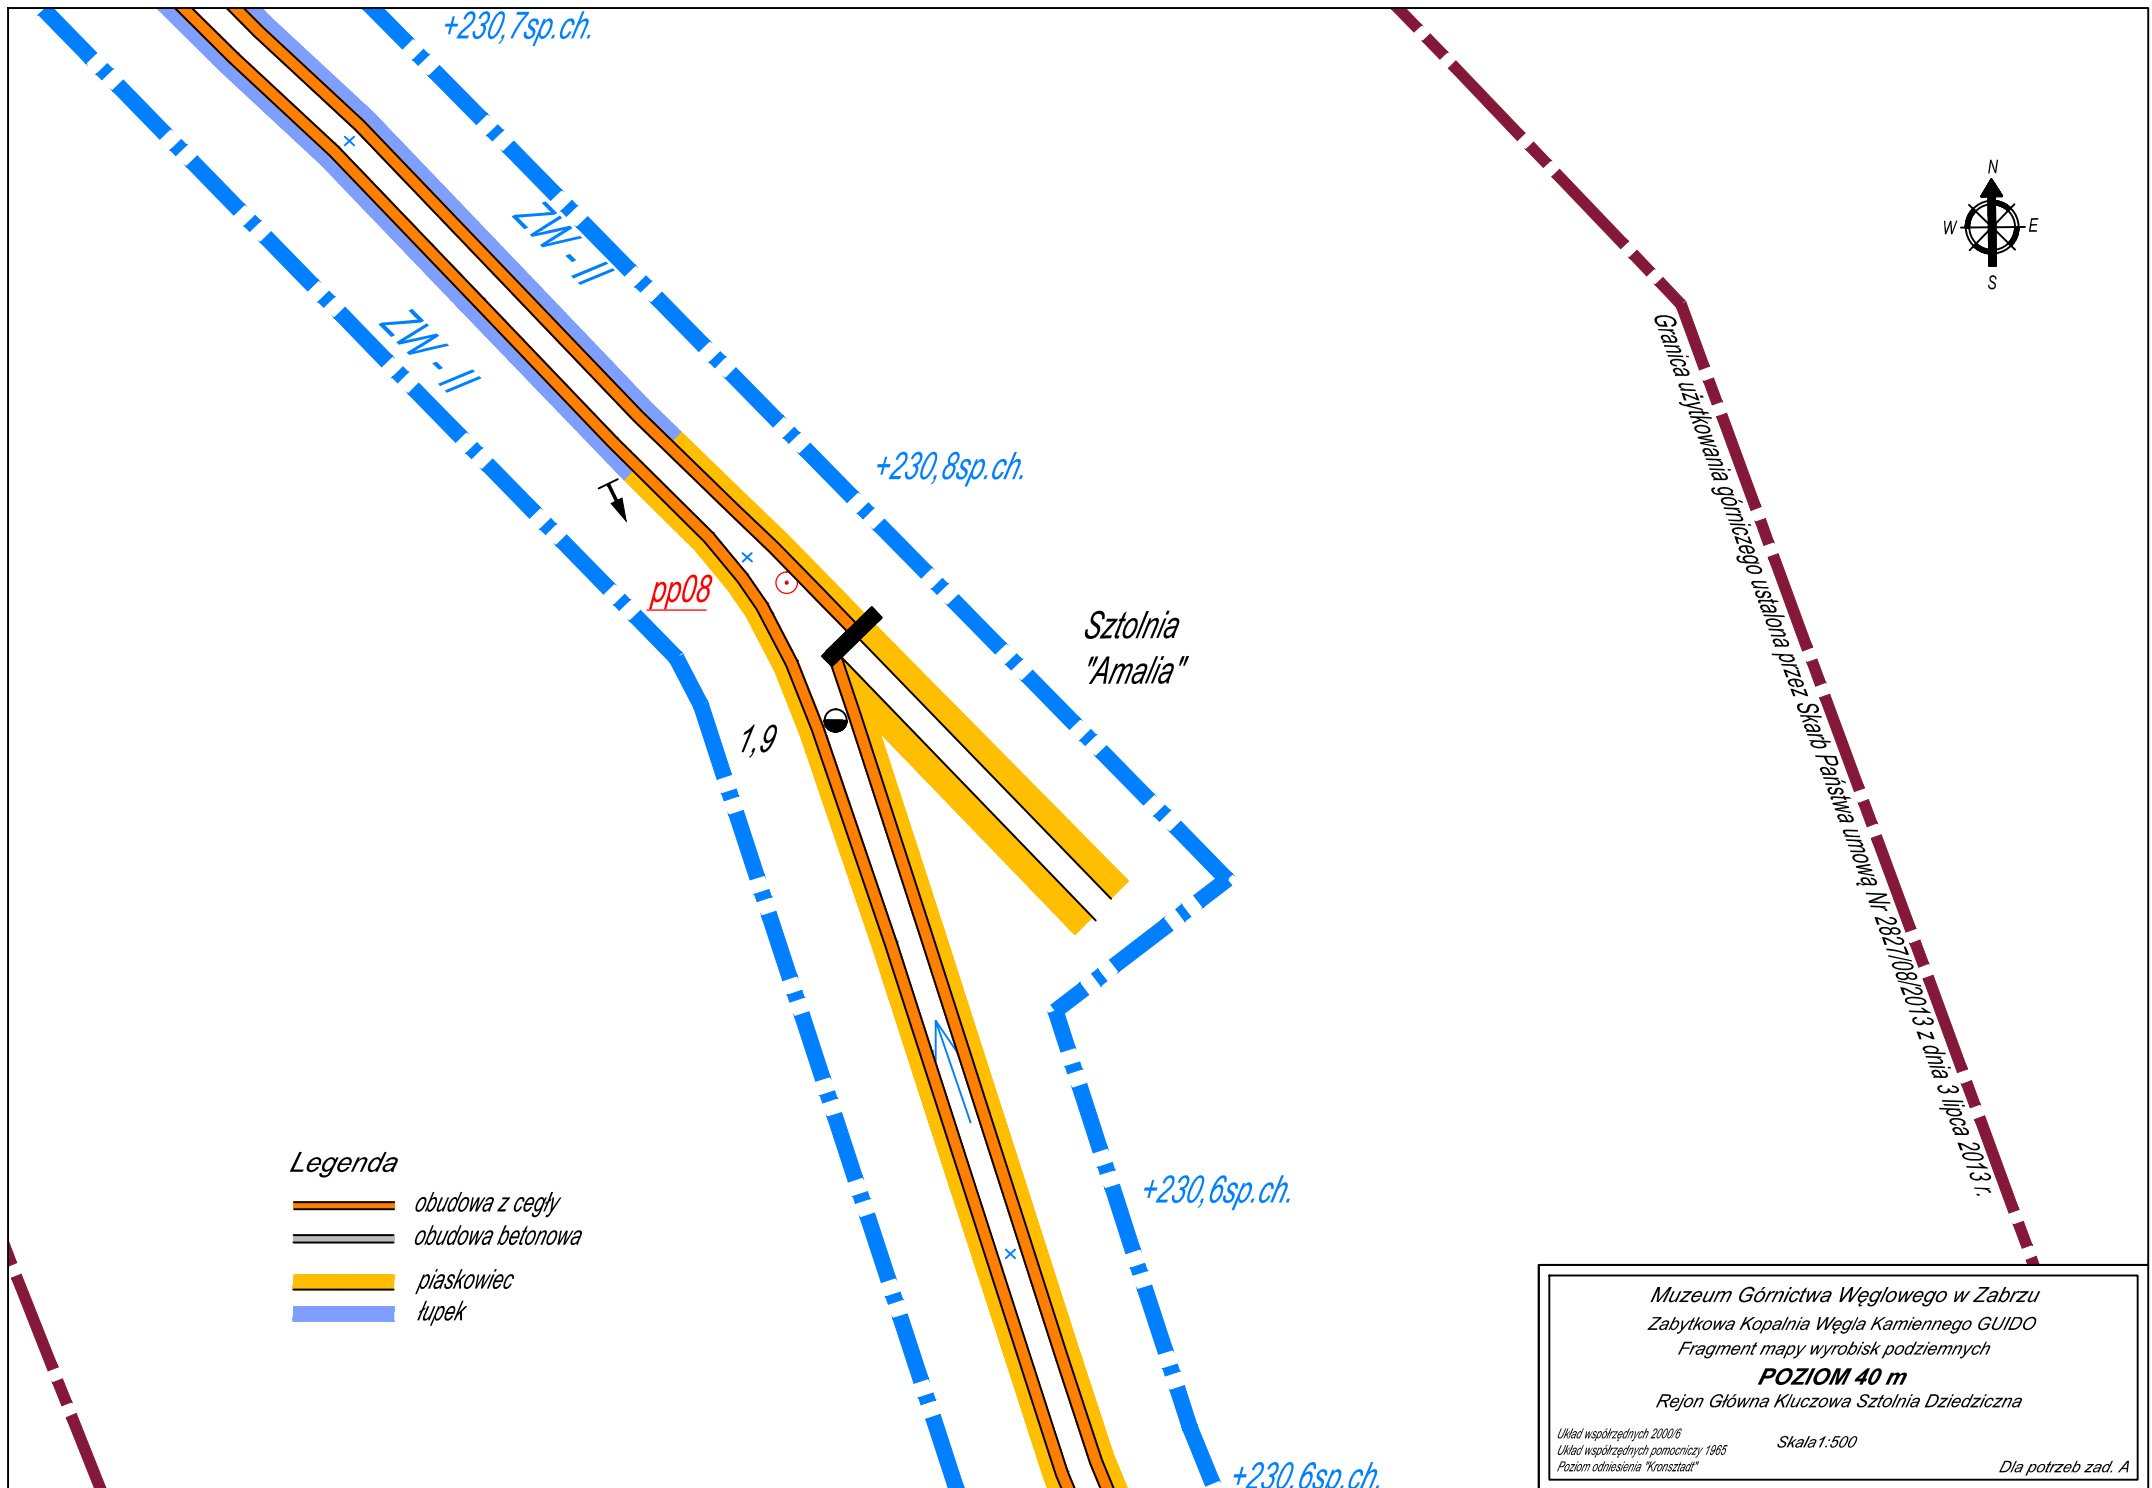 +230,7sp.ch.
N
W
E
S
ZW - II
ZW - II
Granica użytkowania górniczego ustalona przez Skarb Państwa umową Nr 2827/08/2013 z dnia 3 lipca 2013 r.
+230,8sp.ch.
pp08
Sztolnia
"Amalia"
1,9
Legenda
obudowa z cegły
obudowa betonowa
piaskowiec
łupek
+230,6sp.ch.
+230,6sp.ch.
Muzeum Górnictwa Węglowego w Zabrzu
Zabytkowa Kopalnia Węgla Kamiennego GUIDO
Fragment mapy wyrobisk podziemnych
POZIOM 40 m
Rejon Główna Kluczowa Sztolnia Dziedziczna
Układ współrzędnych 2000/6
Układ współrzędnych pomocniczy 1965
Poziom odniesienia "Kronsztadt"
Skala1:500
Dla potrzeb zad. A